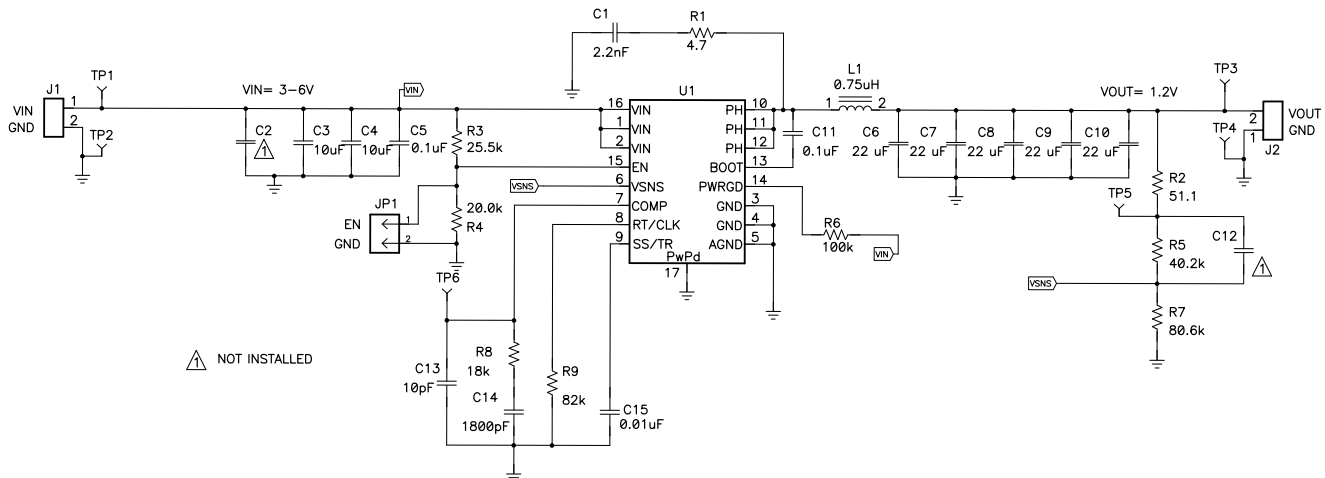 C1
2.2nF
R1
4.7
J1
VIN
GND
1
2
TP1
TP2
VIN= 3-6V
VIN
C2
1
C3
10uF
C4
10uF
C5
0.1uF
R3
25.5k
20.0k
R4
JP1
EN
GND
1
2
VSNS
U1
16 VIN
1 VIN
2 VIN
15 EN
6 VSNS
7 COMP
8 RT/CLK
9 SS/TR
PH 10
PH 11
PH 12
BOOT 13
PWRGD 14
GND 3
GND 4
AGND 5
PwPd
17
C11
0.1uF
L1
0.75uH
1
2
C6
22 uF
C7
22 uF
C8
22 uF
C9
22 uF
C10
22 uF
VOUT= 1.2V
TP3
TP4
VOUT
GND
2
1
J2
R2
51.1
TP5
R5
40.2k
C12
1
VSNS
R7
80.6k
R6
100k
VIN
TP6
C13
10pF
R8
18k
C14
1800pF
R9
82k
C15
0.01uF
1 NOT INSTALLED